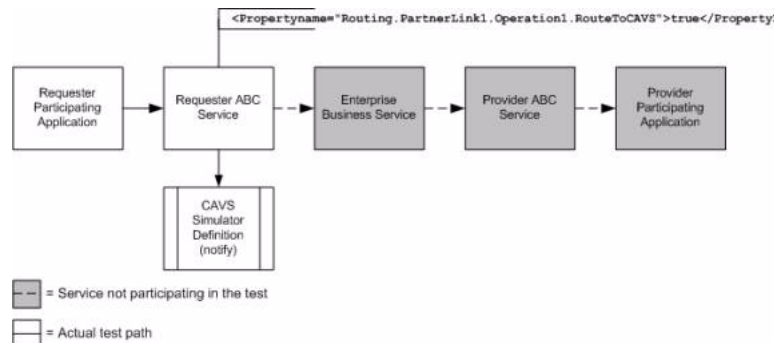 <Propertyname="Routing.PartnerLink1.Operation1.RouteToCAVS">true</Property>
Requester
Participating
Application
Requester ABC
Service
Enterprise
Business Service
Provider ABC
Service
Provider
Participating
Application
CAVS
Simulator
Definition
(notify)
= Service not participating in the test
= Actual test path